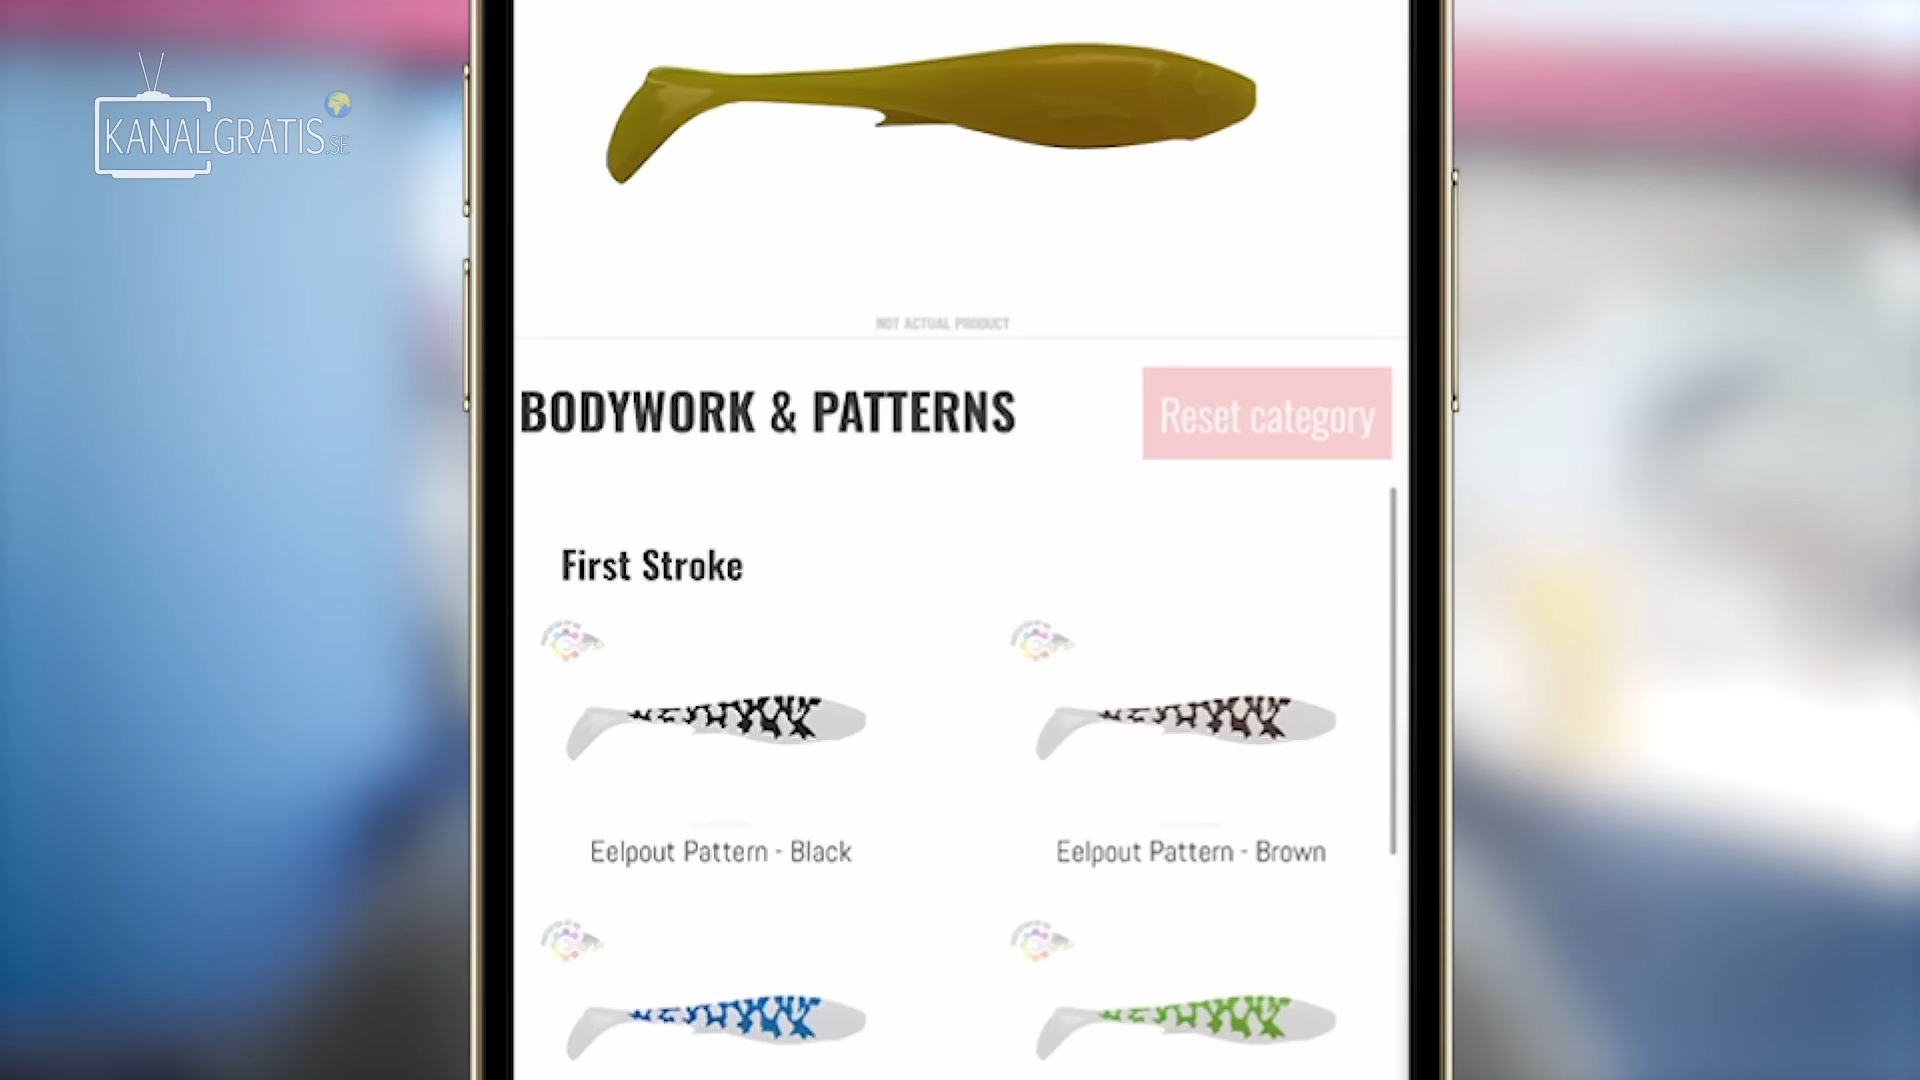 KANALGRATIS.SE
NOT ACTUAL PRODUCT
BODYWORK & PATTERNS
Reset category
First Stroke
Eelpout Pattern - Black
Eelpout Pattern - Brown